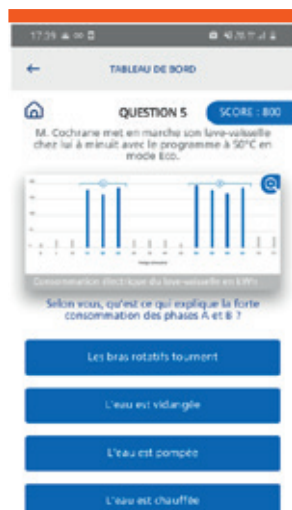 17:39
TABLEAU DE BORD
QUESTION 5
SCORE : 800
M. Cochrane met en marche son lave-vaisselle
chez lui à minuit avec le programme à 50°C en
mode Eco.
Consommation électrique du lave-vaisselle en kWh
Selon vous, qu'est ce qui explique la forte
consommation des phases A et B ?
Les bras rotatifs tournent
L'eau est vidangée
L'eau est pompée
L'eau est chauffée